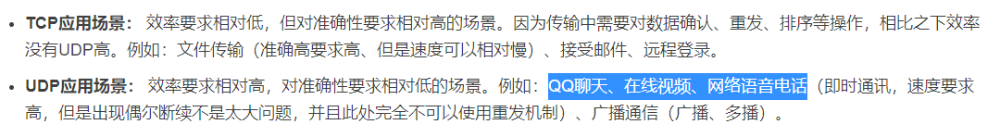 • TCP应用场景： 效率要求相对低，但对准确性要求相对高的场景。因为传输中需要对数据确认、重发、排序等操作，相比之下效率
没有UDP高。例如：文件传输（准确高要求高、但是速度可以相对慢）、接受邮件、远程登录。
• UDP应用场景： 效率要求相对高，对准确性要求相对低的场景。例如：QQ聊天、在线视频、网络语音电话（即时通讯，速度要求
高，但是出现偶尔断续不是太大问题，并且此处完全不可以使用重发机制）、广播通信（广播、多播）。